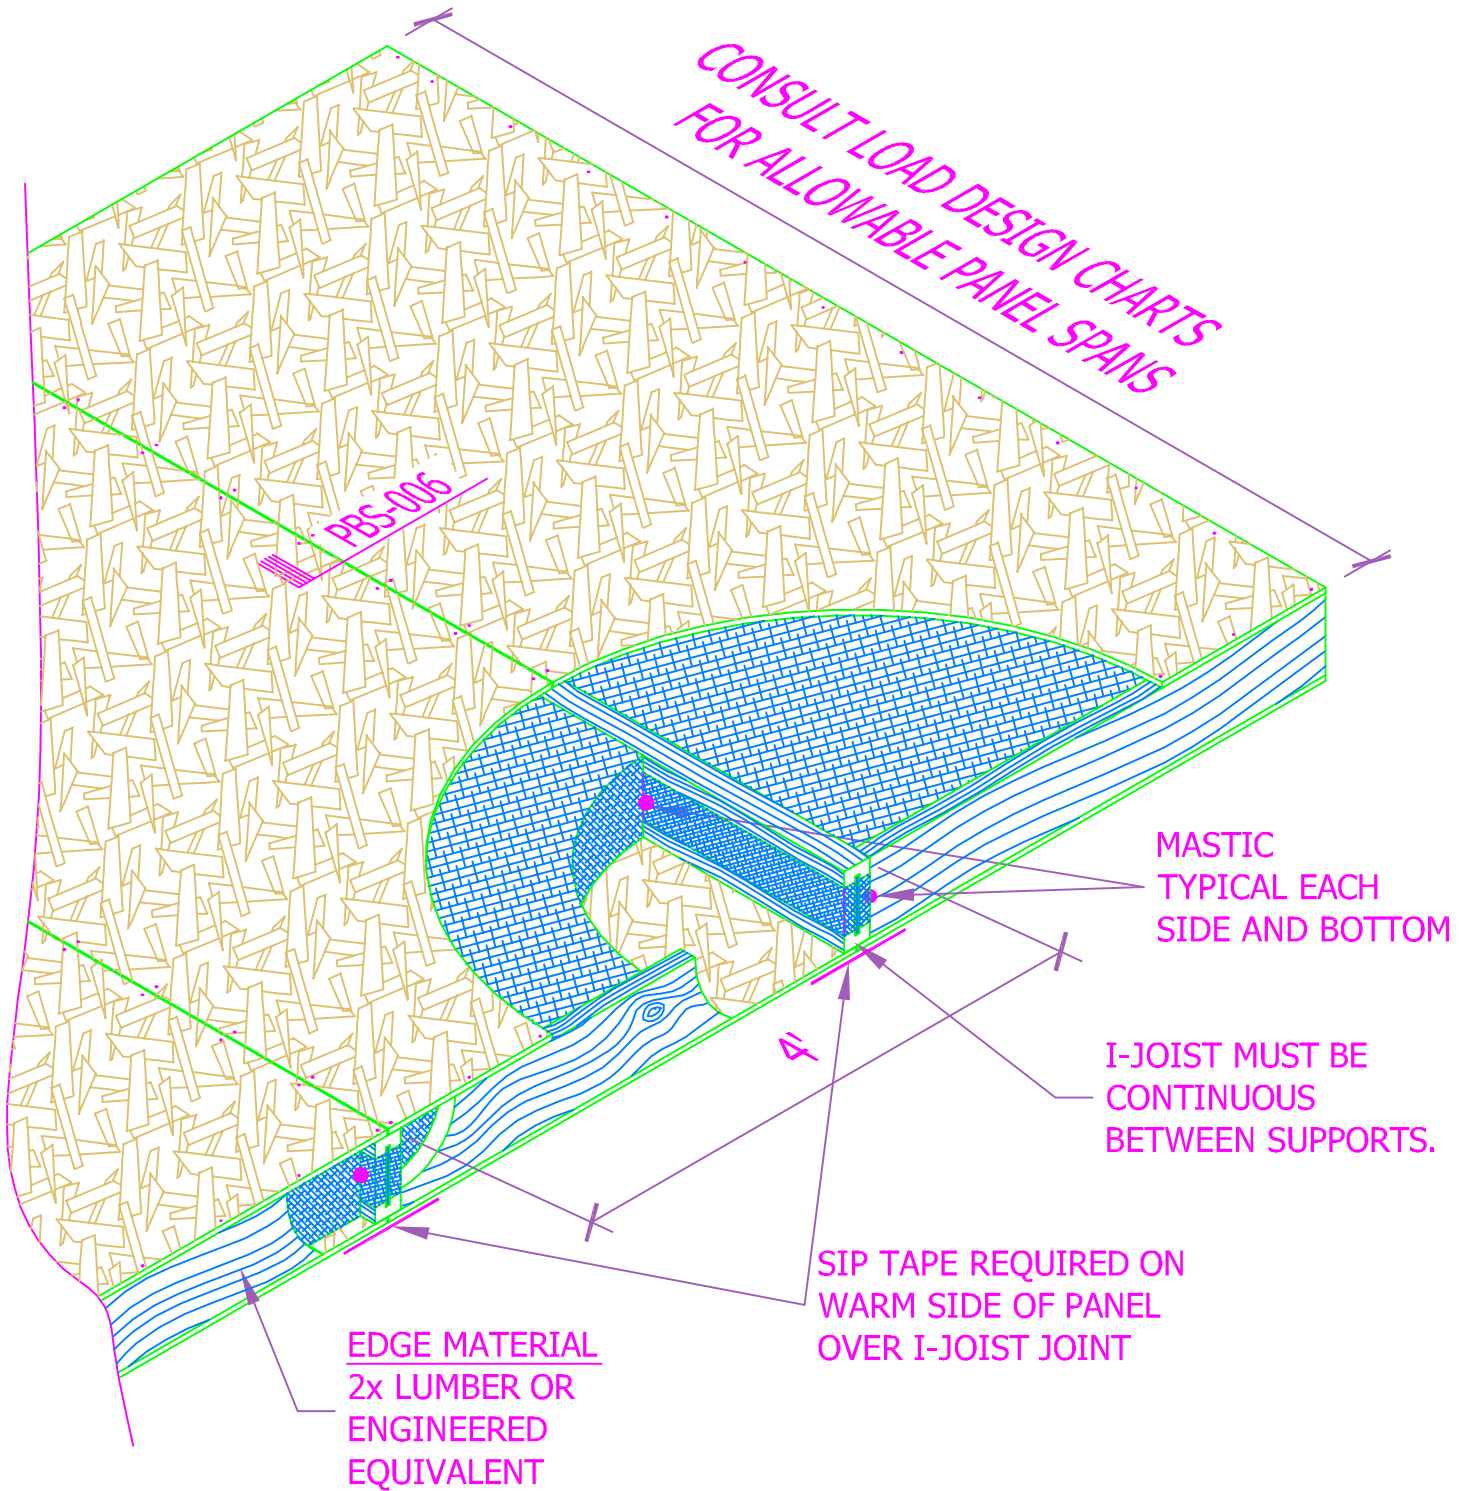 CONSULT LOAD DESIGN CHARTS
FOR ALLOWABLE PANEL SPANS
PBS-006
MASTIC
TYPICAL EACH
SIDE AND BOTTOM
4'
I-JOIST MUST BE
CONTINUOUS
BETWEEN SUPPORTS.
SIP TAPE REQUIRED ON
WARM SIDE OF PANEL
OVER I-JOIST JOINT
EDGE MATERIAL
2x LUMBER OR
ENGINEERED
EQUIVALENT